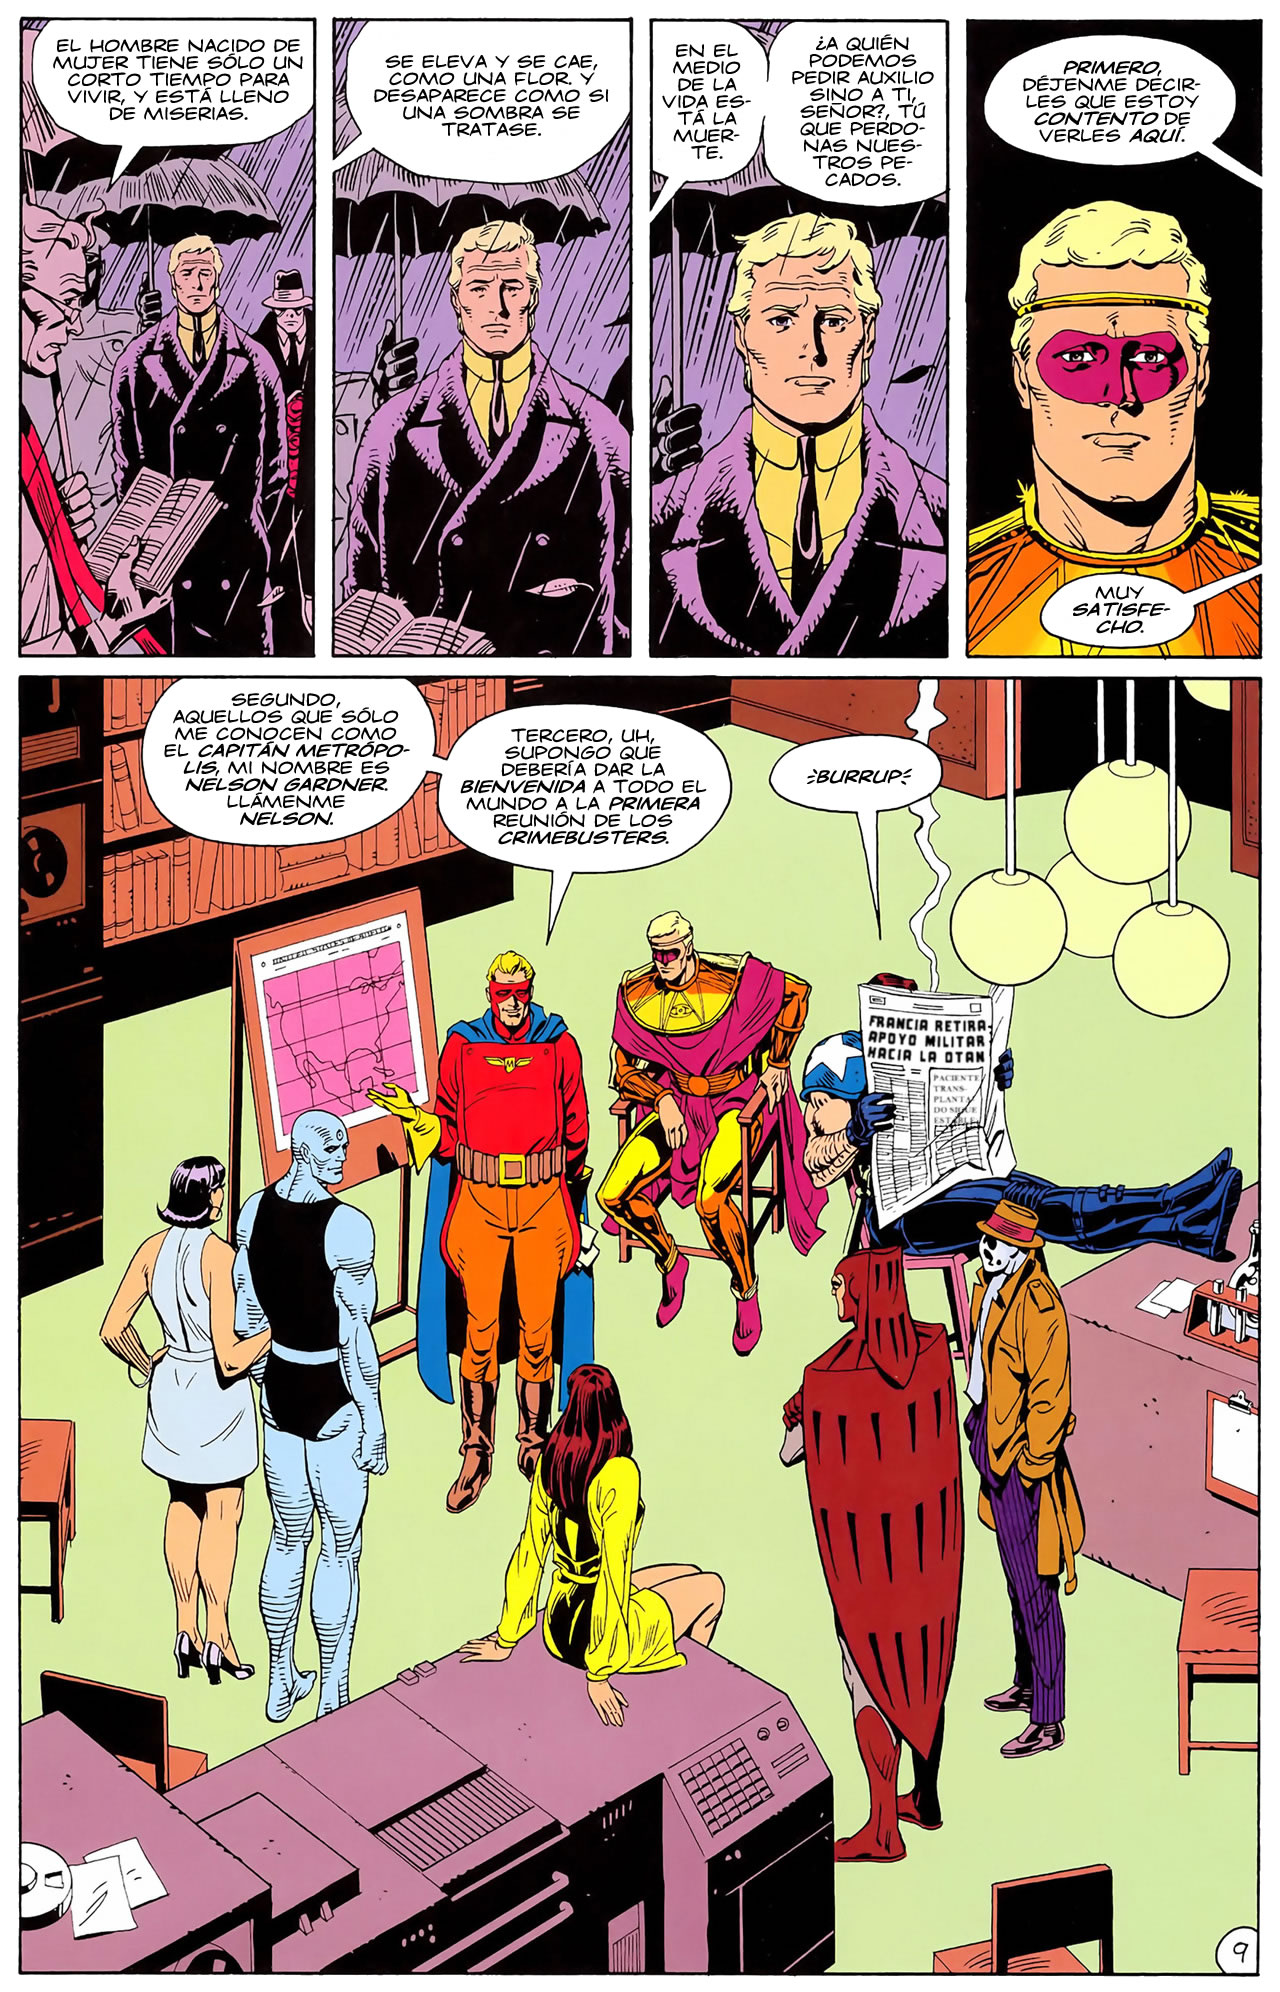 EL HOMBRE NACIDO DE
MUJER TIENE SÓLO UN
CORTO TIEMPO PARA
VIVIR, Y ESTÁ LLENO
DE MISERIAS.
SE ELEVA Y SE CAE,
COMO UNA FLOR. Y
DESAPARECE COMO SI
UNA SOMBRA SE
TRATASE.
EN EL
MEDIO
DE LA
VIDA ES-
TÁ LA
MUER-
TE.
¿A QUIÉN
PODEMOS
PEDIR AUXILIO
SINO A TI,
SEÑOR?, TÚ
QUE PERDO-
NAS NUES-
TROS PE-
CADOS.
PRIMERO,
DÉJENME DECIR-
LES QUE ESTOY
CONTENTO DE
VERLES AQUÍ.
MUY
SATISFE-
CHO.
SEGUNDO,
AQUELLOS QUE SÓLO
ME CONOCEN COMO
EL CAPITÁN METRÓPO-
LIS, MI NOMBRE ES
NELSON GARDNER.
LLÁMENME
NELSON.
TERCERO, UH,
SUPONGO QUE
DEBERÍA DAR LA
BIENVENIDA A TODO EL
MUNDO A LA PRIMERA
REUNIÓN DE LOS
CRIMEBUSTERS.
BURRUP
UNITED STATES OF AMERICA
M
FRANCIA RETIRA
APOYO MILITAR
HACIA LA OTAN
PACIENTE
TRANS-
PLANTA-
DO SIGUE
ESTABLE
9